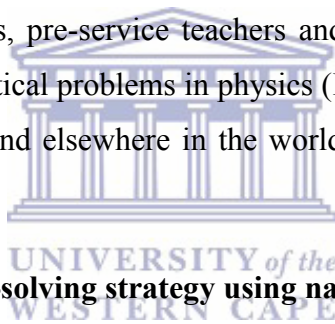 s, pre-service teachers and
tical problems in physics (
nd elsewhere in the world
UNIVERSITY of the
-solving strategy using na
WESTERN CAPE